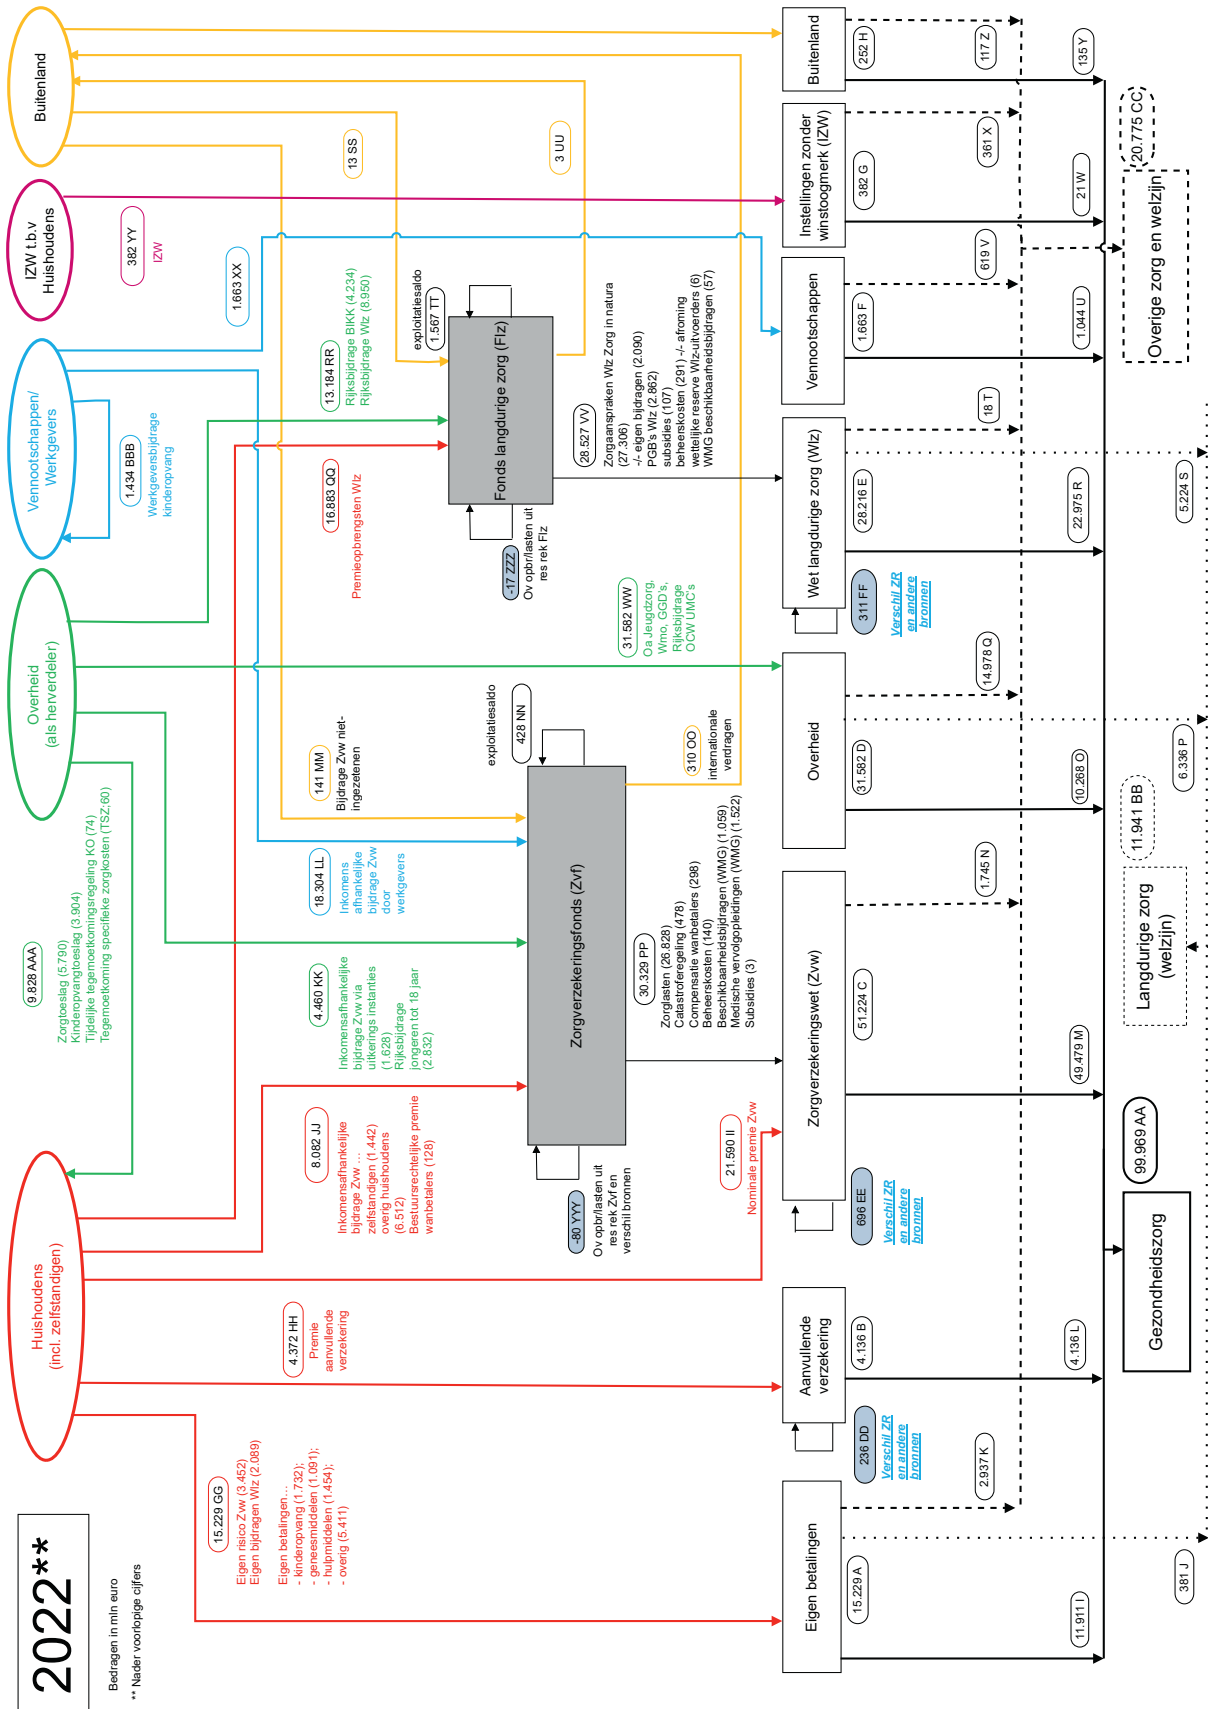 2022**
Bedragen in mln euro
** Nader voorlopige cijfers
Huishoudens
(incl. zelfstandigen)
Overheid
(als herverdeler)
Vennootschappen/
Werkgevers
IZW t.b.v
Huishoudens
Buitenland
9.828 AAA
Zorgtoeslag (5.790)
Kinderopvangtoeslag (3.904)
Tijdelijke tegemoetkomingsregeling KO (74)
Tegemoetkoming specifieke zorgkosten (TSZ;60)
1.434 BBB
Werkgeversbijdrage
kinderopvang
382 YY
IZW
1.663 XX
15.229 GG
Eigen risico Zvw (3.452)
Eigen bijdragen Wlz (2.089)
Eigen betalingen…
- kinderopvang (1.732);
- geneesmiddelen (1.091);
- hulpmiddelen (1.454);
- overig (5.411)
4.372 HH
Premie
aanvullende
verzekering
8.082 JJ
Inkomensafhankelijke
bijdrage Zvw …
zelfstandigen (1.442)
overig huishoudens
(6.512)
Bestuursrechtelijke premie
wanbetalers (128)
4.460 KK
Inkomensafhankelijke
bijdrage Zvw via
uitkerings instanties
(1.628)
Rijksbijdrage
jongeren tot 18 jaar
(2.832)
18.304 LL
Inkomens
afhankelijke
bijdrage Zvw
door
werkgevers
141 MM
Bijdrage Zvw niet-
ingezetenen
16.883 QQ
Premieopbrengsten Wlz
13.184 RR
Rijksbijdrage BIKK (4.234)
Rijksbijdrage Wlz (8.950)
13 SS
exploitatiesaldo
1.567 TT
Fonds langdurige zorg (Flz)
-17 ZZZ
Ov opbr/lasten uit
res rek Flz
3 UU
28.527 VV
Zorgaanspraken Wlz Zorg in natura
(27.306)
-/- eigen bijdragen (2.090)
PGB's Wlz (2.862)
subsidies (107)
beheerskosten (291) -/- afroming
wettelijke reserve Wlz-uitvoerders (6)
WMG beschikbaarheidsbijdragen (57)
31.582 WW
Oa Jeugdzorg,
Wmo, GGD's,
Rijksbijdrage
OCW UMC's
exploitatiesaldo
428 NN
Zorgverzekeringsfonds (Zvf)
-80 YYY
Ov opbr/lasten uit
res rek Zvf en
verschil bronnen
310 OO
internationale
verdragen
30.329 PP
Zorglasten (26.828)
Catastroferegeling (478)
Compensatie wanbetalers (298)
Beheerskosten (140)
Beschikbaarheidsbijdragen (WMG) (1.059)
Medische vervolgopleidingen (WMG) (1.522)
Subsidies (3)
21.590 II
Nominale premie Zvw
Eigen betalingen
Aanvullende
verzekering
Zorgverzekeringswet (Zvw)
Overheid
Wet langdurige zorg (Wlz)
Vennootschappen
Instellingen zonder
winstoogmerk (IZW)
Buitenland
15.229 A
4.136 B
51.224 C
31.582 D
28.216 E
1.663 F
382 G
252 H
236 DD
Verschil ZR
en andere
bronnen
696 EE
Verschil ZR
en andere
bronnen
311 FF
Verschil ZR
en andere
bronnen
2.937 K
1.745 N
14.978 Q
18 T
619 V
361 X
117 Z
11.911 I
4.136 L
49.479 M
10.268 O
22.975 R
1.044 U
21 W
135 Y
99.969 AA
Gezondheidszorg
11.941 BB
Langdurige zorg
(welzijn)
20.775 CC
Overige zorg en welzijn
381 J
6.336 P
5.224 S